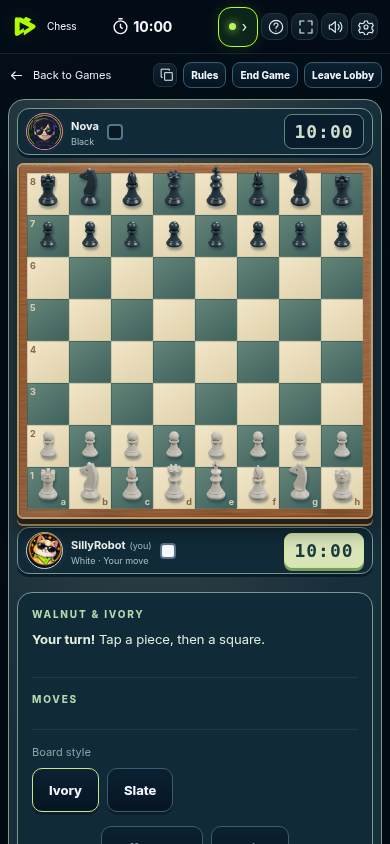 Chess
10:00
Back to Games
Rules
End Game
Leave Lobby
Nova
Black
10:00
8
7
6
5
4
3
2
1
a b c d e f g h
SillyRobot (you)
White · Your move
10:00
WALNUT & IVORY
Your turn! Tap a piece, then a square.
MOVES
Board style
Ivory
Slate